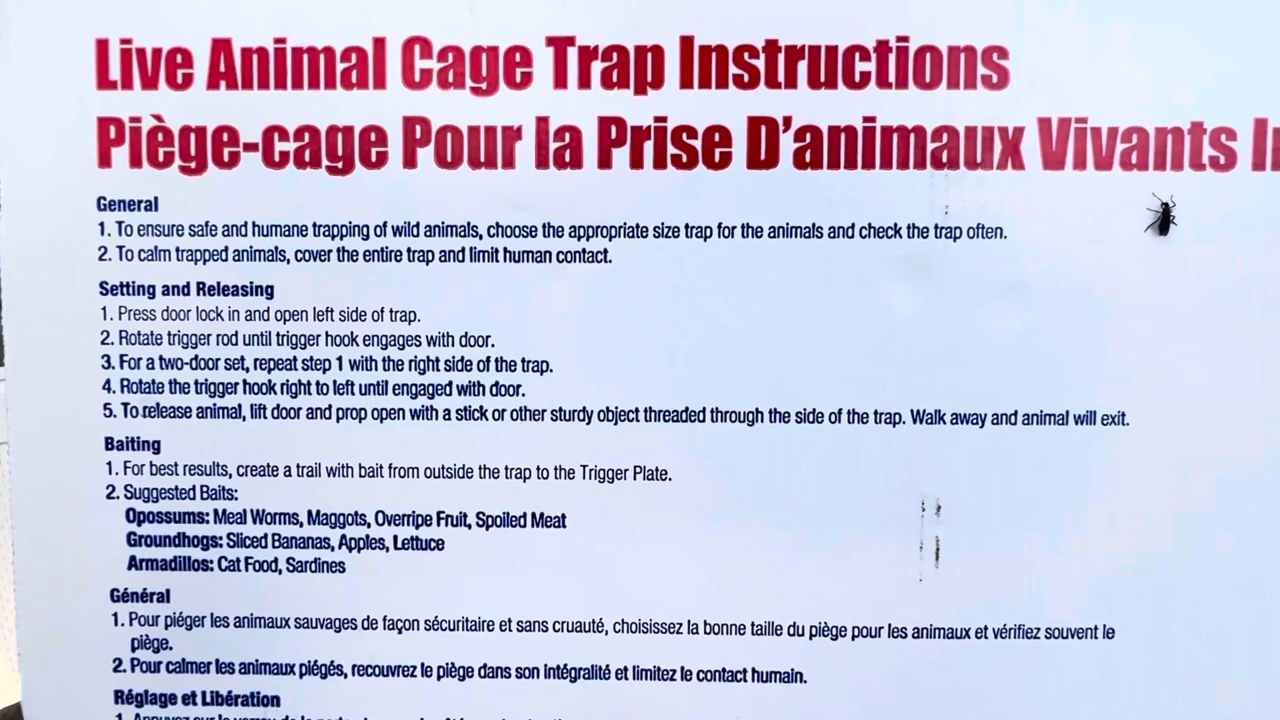 Live Animal Cage Trap Instructions
Piège-cage Pour la Prise D'animaux Vivants
General
1. To ensure safe and humane trapping of wild animals, choose the appropriate size trap for the animals and check the trap often.
2. To calm trapped animals, cover the entire trap and limit human contact.
Setting and Releasing
1. Press door lock in and open left side of trap.
2. Rotate trigger rod until trigger hook engages with door.
3. For a two-door set, repeat step 1 with the right side of the trap.
4. Rotate the trigger hook right to left until engaged with door.
5. To release animal, lift door and prop open with a stick or other sturdy object threaded through the side of the trap. Walk away and animal will exit.
Baiting
1. For best results, create a trail with bait from outside the trap to the Trigger Plate.
2. Suggested Baits:
Opossums: Meal Worms, Maggots, Overripe Fruit, Spoiled Meat
Groundhogs: Sliced Bananas, Apples, Lettuce
Armadillos: Cat Food, Sardines
Général
1. Pour piéger les animaux sauvages de façon sécuritaire et sans cruauté, choisissez la bonne taille du piège pour les animaux et vérifiez souvent le
piège.
2. Pour calmer les animaux piégés, recouvrez le piège dans son intégralité et limitez le contact humain.
Réglage et Libération